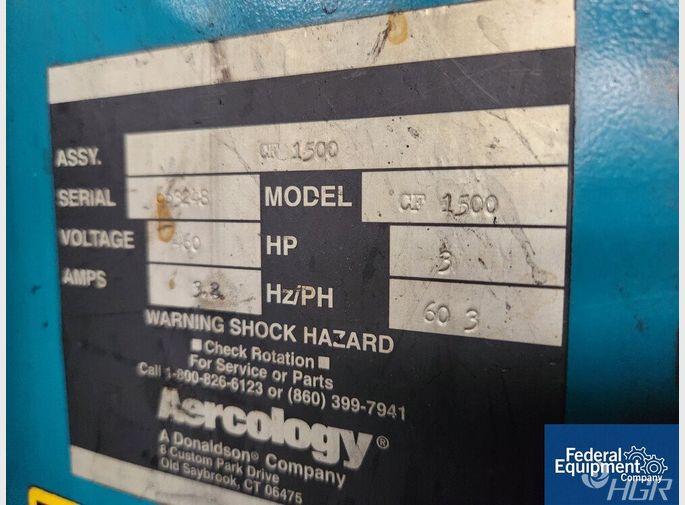 ASSY. CF 1500
SERIAL MODEL CF 1500
VOLTAGE 460 HP 3
AMPS 3.8 Hz/PH 60 3
WARNING SHOCK HAZARD
■ Check Rotation ■
For Service or Parts
Call 1-800-826-6123 or (860) 399-7941
Aercology®
A Donaldson® Company
8 Custom Park Drive
Old Saybrook, CT 06475
Federal
Equipment
Company
HGR